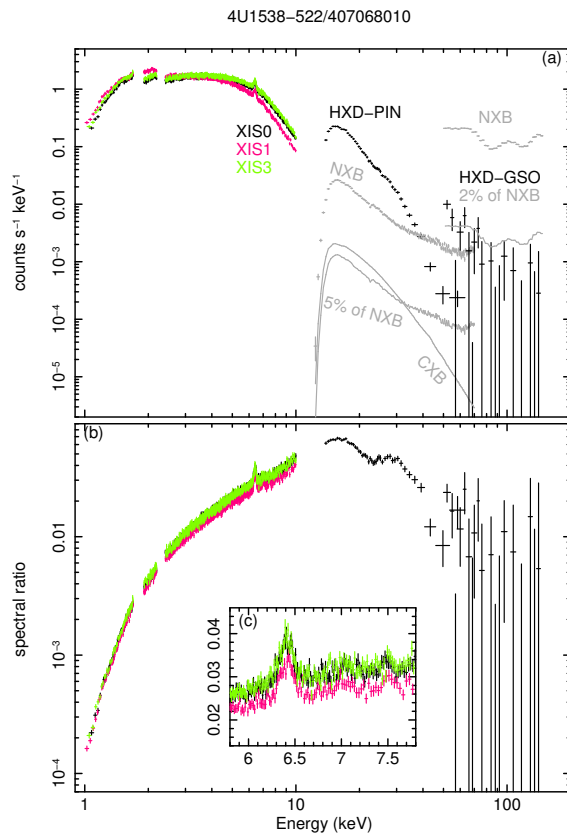 4U1538−522/407068010
(a)
1
0.1
0.01
10⁻³
10⁻⁴
10⁻⁵
counts s⁻¹ keV⁻¹
XIS0
XIS1
XIS3
HXD−PIN
NXB
NXB
HXD−GSO
2% of NXB
5% of NXB
CXB
(b)
0.01
10⁻³
10⁻⁴
spectral ratio
(c)
0.04
0.03
0.02
6 6.5 7 7.5
1 10 100
Energy (keV)